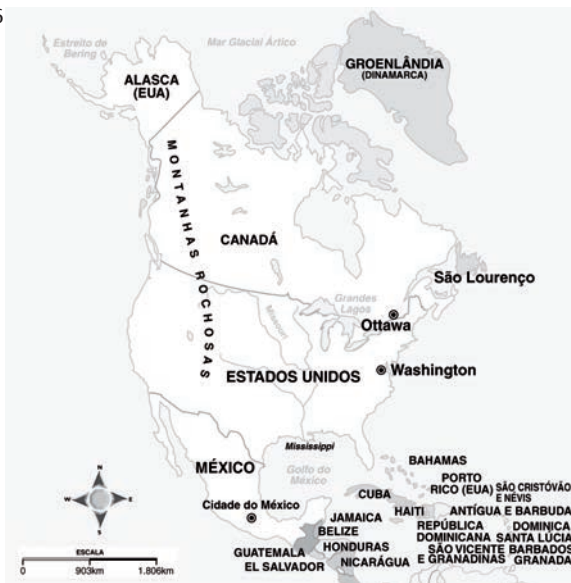 5
Estreito de
Bering
Mar Glacial Ártico
GROENLÂNDIA
(DINAMARCA)
ALASCA
(EUA)
MONTANHAS ROCHOSAS
CANADÁ
São Lourenço
Grandes
Lagos
Ottawa
Missouri
ESTADOS UNIDOS
Washington
Mississippi
MÉXICO
Golfo do
México
BAHAMAS
PORTO
RICO (EUA)
SÃO CRISTÓVÃO
E NÉVIS
CUBA
Cidade do México
HAITI
ANTÍGUA E BARBUDA
JAMAICA
BELIZE
REPÚBLICA
DOMINICANA
DOMINICA
SANTA LÚCIA
HONDURAS
SÃO VICENTE
E GRANADINAS
BARBADOS
GRANADA
GUATEMALA
EL SALVADOR
NICARÁGUA
N
W
E
S
ESCALA
0
903km
1.806km